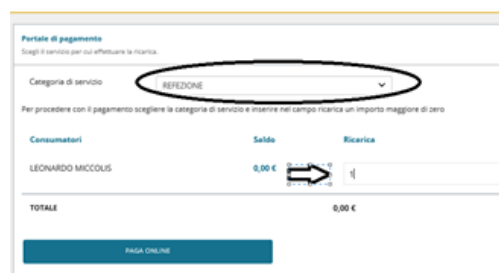 Portale di pagamento
Scegli il servizio per cui effettuare la ricarica.
Categoria di servizio REFEZIONE
Per procedere con il pagamento scegliere la categoria di servizio e inserire nel campo ricarica un importo maggiore di zero
Consumatori Saldo Ricarica
LEONARDO MICCOLIS 0,00 € 1
TOTALE 0,00 €
PAGA ONLINE